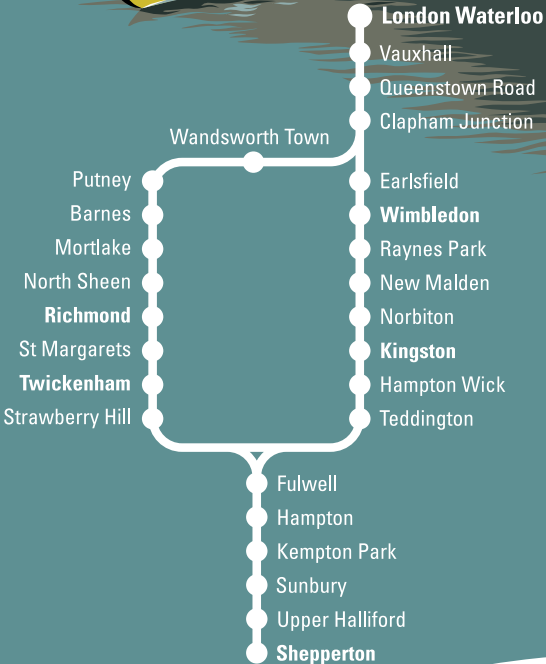 London Waterloo
Vauxhall
Queenstown Road
Clapham Junction
Wandsworth Town
Putney
Barnes
Mortlake
North Sheen
Richmond
St Margarets
Twickenham
Strawberry Hill
Earlsfield
Wimbledon
Raynes Park
New Malden
Norbiton
Kingston
Hampton Wick
Teddington
Fulwell
Hampton
Kempton Park
Sunbury
Upper Halliford
Shepperton